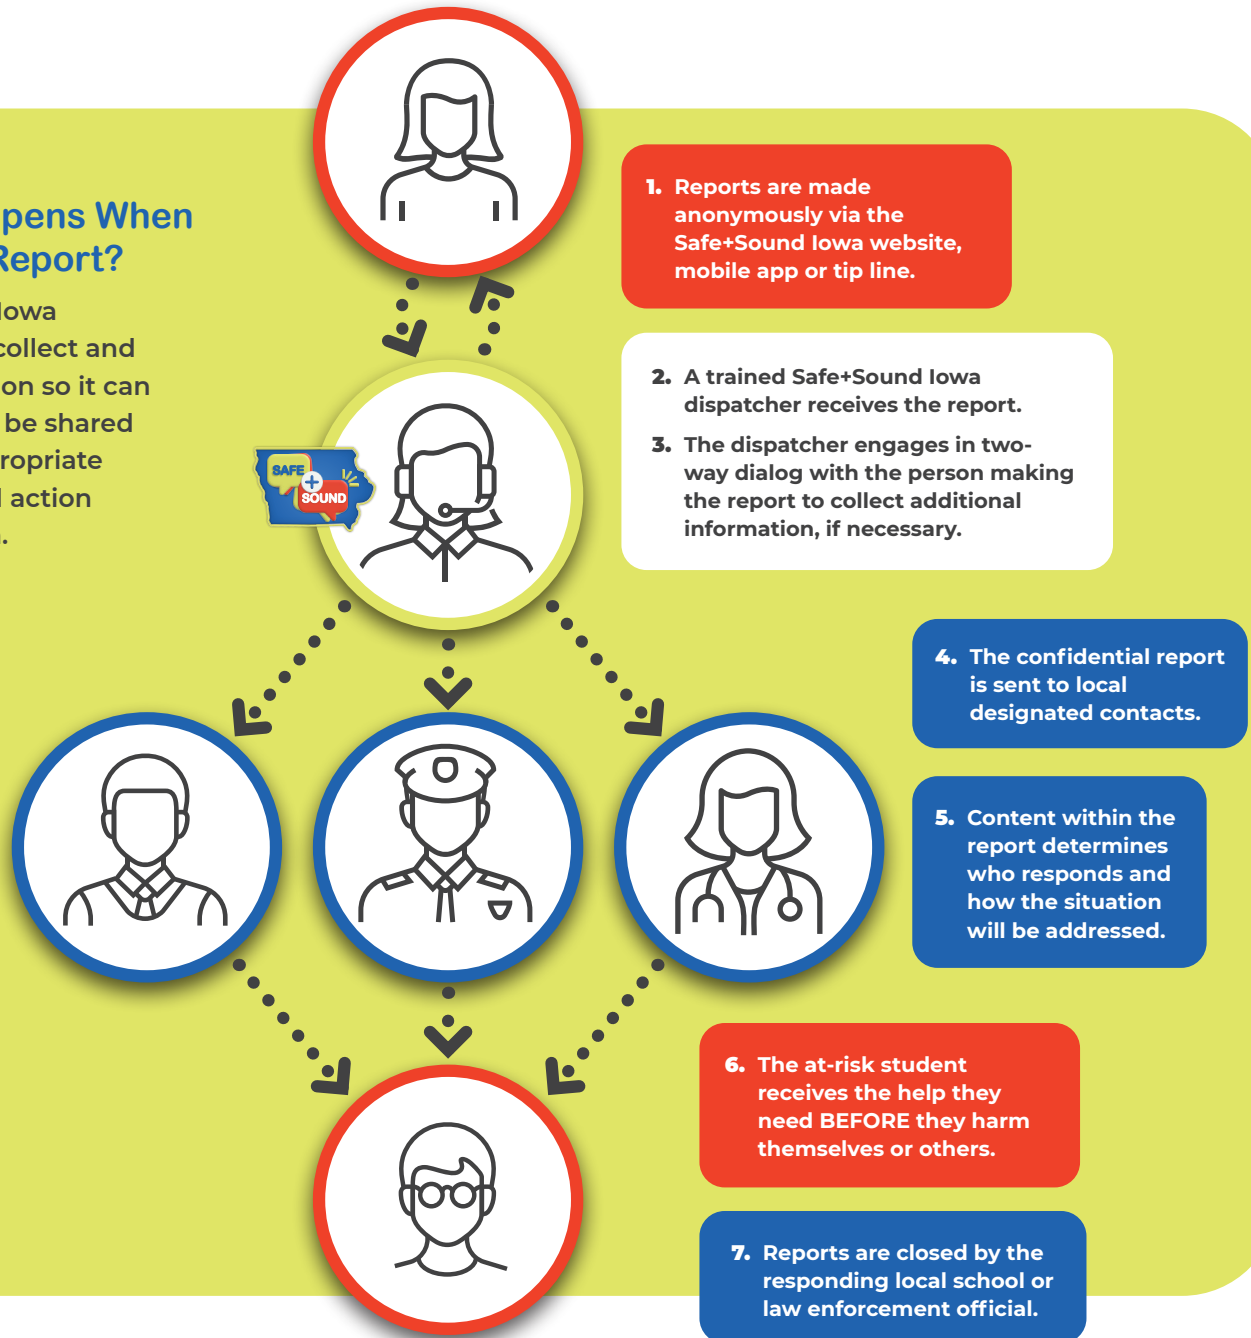 pens When
Report?
Iowa
collect and
on so it can
be shared
propriate
action
1. Reports are made
anonymously via the
Safe+Sound Iowa website,
mobile app or tip line.
2. A trained Safe+Sound Iowa
dispatcher receives the report.
3. The dispatcher engages in two-
way dialog with the person making
the report to collect additional
information, if necessary.
SAFE
+
SOUND
4. The confidential report
is sent to local
designated contacts.
5. Content within the
report determines
who responds and
how the situation
will be addressed.
6. The at-risk student
receives the help they
need BEFORE they harm
themselves or others.
7. Reports are closed by the
responding local school or
law enforcement official.